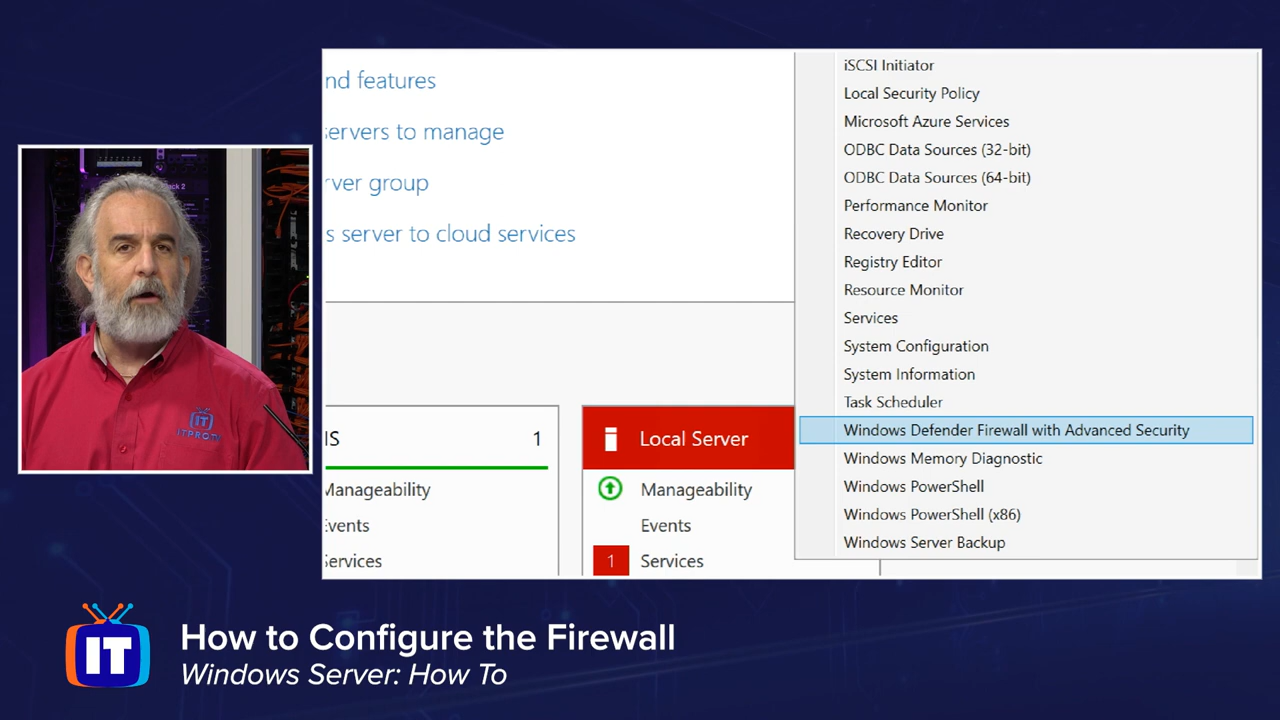 nd features
servers to manage
rver group
s server to cloud services
IS 1
Manageability
Events
Services
Local Server
Manageability
Events
1 Services
iSCSI Initiator
Local Security Policy
Microsoft Azure Services
ODBC Data Sources (32-bit)
ODBC Data Sources (64-bit)
Performance Monitor
Recovery Drive
Registry Editor
Resource Monitor
Services
System Configuration
System Information
Task Scheduler
Windows Defender Firewall with Advanced Security
Windows Memory Diagnostic
Windows PowerShell
Windows PowerShell (x86)
Windows Server Backup
IT
ITPROTV
IT
How to Configure the Firewall
Windows Server: How To